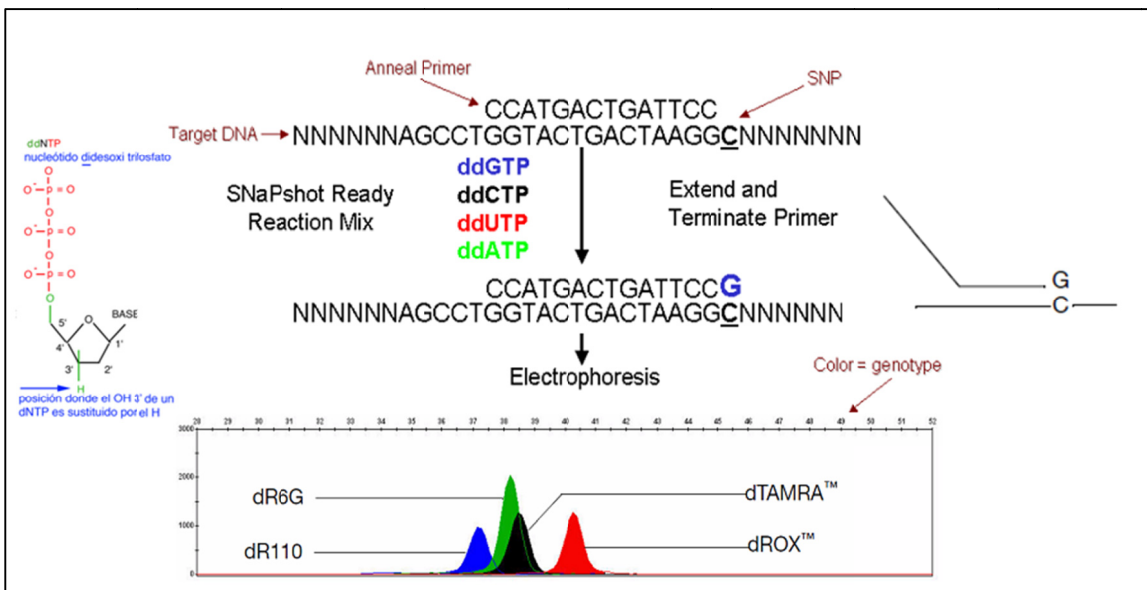 Anneal Primer
SNP
CCATGACTGATTCC
Target DNA
NNNNNNAGCCTGGTACTGACTAAGGCNNNNNNN
ddNTP
nucleótido didesoxi trilosfato
O⁻ P = O
O
O⁻ P = O
O
O⁻ P = O
O
5'
O
BASE
4'
1'
3'
2'
H
posición donde el OH 3' de un
dNTP es sustituido por el H
SNaPshot Ready
Reaction Mix
ddGTP
ddCTP
ddUTP
ddATP
Extend and
Terminate Primer
CCATGACTGATTCCG
NNNNNNAGCCTGGTACTGACTAAGGCNNNNNN
G
C
Electrophoresis
Color = genotype
28 29 30 31 32 33 34 35 36 37 38 39 40 41 42 43 44 45 46 47 48 49 50 51 52
3000
2000
1000
0
dR6G
dTAMRA™
dR110
dROX™